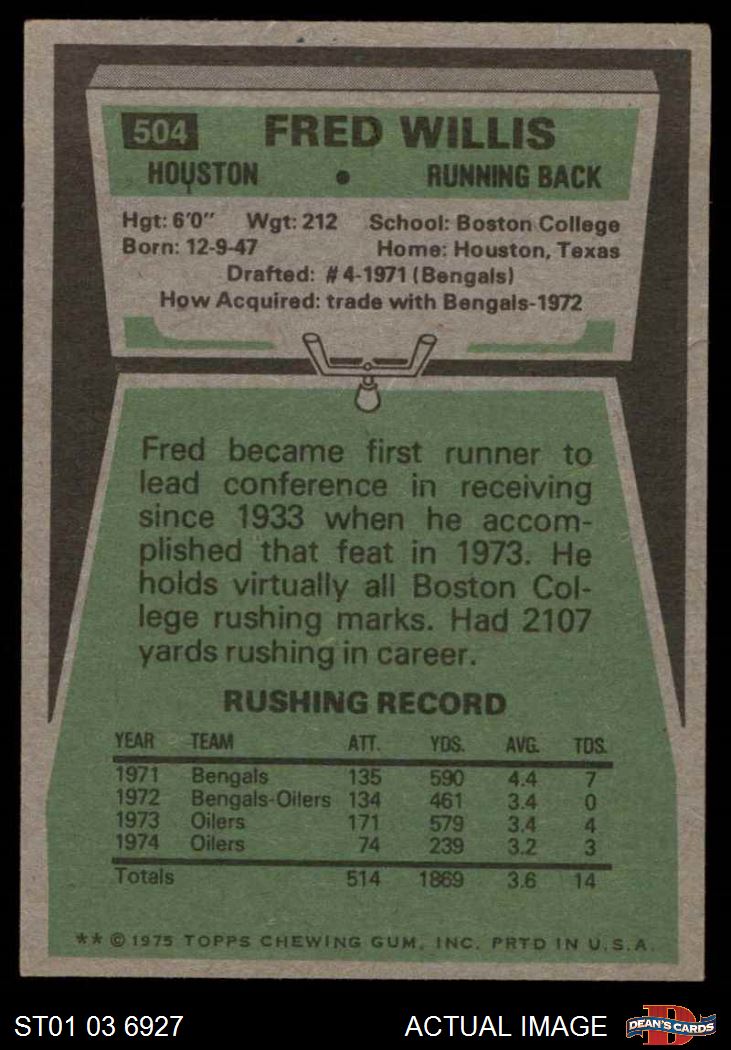 504 FRED WILLIS
HOUSTON • RUNNING BACK
Hgt: 6'0" Wgt: 212 School: Boston College
Born: 12-9-47 Home: Houston, Texas
Drafted: #4-1971 (Bengals)
How Acquired: trade with Bengals-1972
Fred became first runner to
lead conference in receiving
since 1933 when he accom-
plished that feat in 1973. He
holds virtually all Boston Col-
lege rushing marks. Had 2107
yards rushing in career.
RUSHING RECORD
YEAR TEAM ATT. YDS. AVG. TDS.
1971 Bengals 135 590 4.4 7
1972 Bengals-Oilers 134 461 3.4 0
1973 Oilers 171 579 3.4 4
1974 Oilers 74 239 3.2 3
Totals 514 1869 3.6 14
** © 1975 TOPPS CHEWING GUM, INC. PRTD IN U.S.A.
ST01 03 6927 ACTUAL IMAGE DEAN'S CARDS